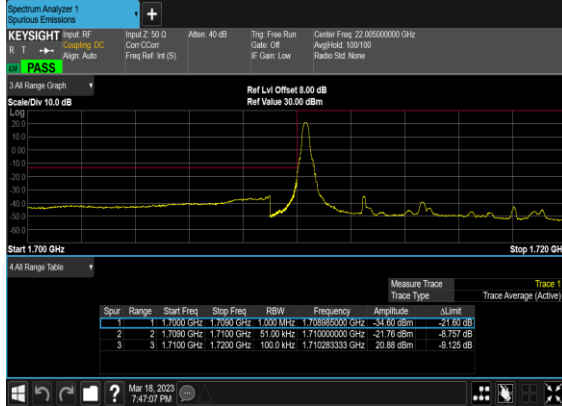 Spectrum Analyzer 1
Spurious Emissions
+
KEYSIGHT Input: RF Input Z: 50 Ω Atten: 40 dB Trig: Free Run Center Freq: 22.005000000 GHz
R T Coupling: DC Corr CCorr Gate: Off Avg|Hold: 100/100
Align: Auto Freq Ref: Int (S) IF Gain: Low Radio Std: None
PASS
3 All Range Graph
Ref Lvl Offset 8.00 dB
Scale/Div 10.0 dB Ref Value 30.00 dBm
Log
20.0
10.0
0.00
-10.0
-20.0
-30.0
-40.0
-50.0
-60.0
Start 1.700 GHz Stop 1.720 GH
4 All Range Table
Measure Trace Trace 1
Trace Type Trace Average (Active)
Spur Range Start Freq Stop Freq RBW Frequency Amplitude ΔLimit
1 1 1.7000 GHz 1.7090 GHz 1.000 MHz 1.708985000 GHz -34.60 dBm -21.60 dB
2 2 1.7090 GHz 1.7100 GHz 51.00 kHz 1.710000000 GHz -21.76 dBm -8.757 dB
3 3 1.7100 GHz 1.7200 GHz 100.0 kHz 1.710283333 GHz 20.88 dBm -9.125 dB
? Mar 18, 2023
7:47:07 PM